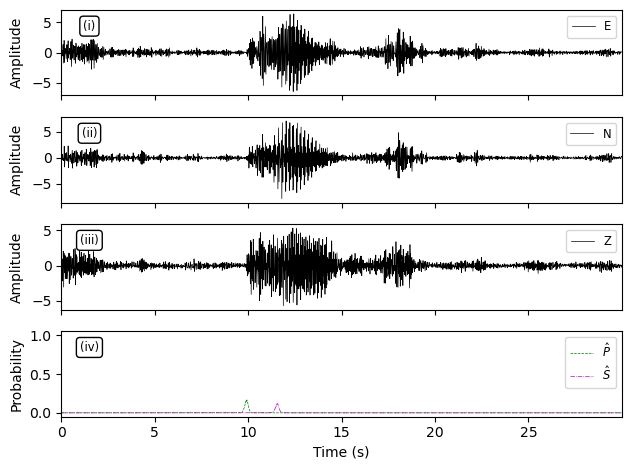 (i)
E
5
0
−5
Amplitude
(ii)
N
5
0
−5
Amplitude
(iii)
Z
5
0
−5
Amplitude
(iv)
P̂
Ŝ
1.0
0.5
0.0
Probability
0 5 10 15 20 25
Time (s)